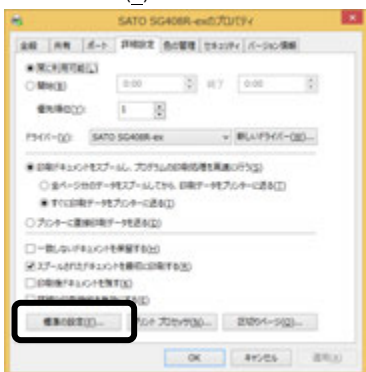 SATO SG408R-exのプロパティ
全般 共有 ポート 詳細設定 色の管理 セキュリティ バージョン情報
常に利用可能(L)
開始(B) 0:00 終了 0:00
優先順位(O): 1
ドライバー(V): SATO SG408R-ex 新しいドライバー(W)...
印刷ドキュメントをスプールし、プログラムの印刷処理を高速に行う(S)
全ページ分のデータをスプールしてから、印刷データをプリンターに送る(T)
すぐに印刷データをプリンターに送る(I)
プリンターに直接印刷データを送る(D)
一致しないドキュメントを保留する(H)
スプールされたドキュメントを最初に印刷する(R)
印刷後ドキュメントを残す(K)
標準の設定(F)... プリント プロセッサ(N)... 区切りページ(Q)...
OK キャンセル 適用(A)